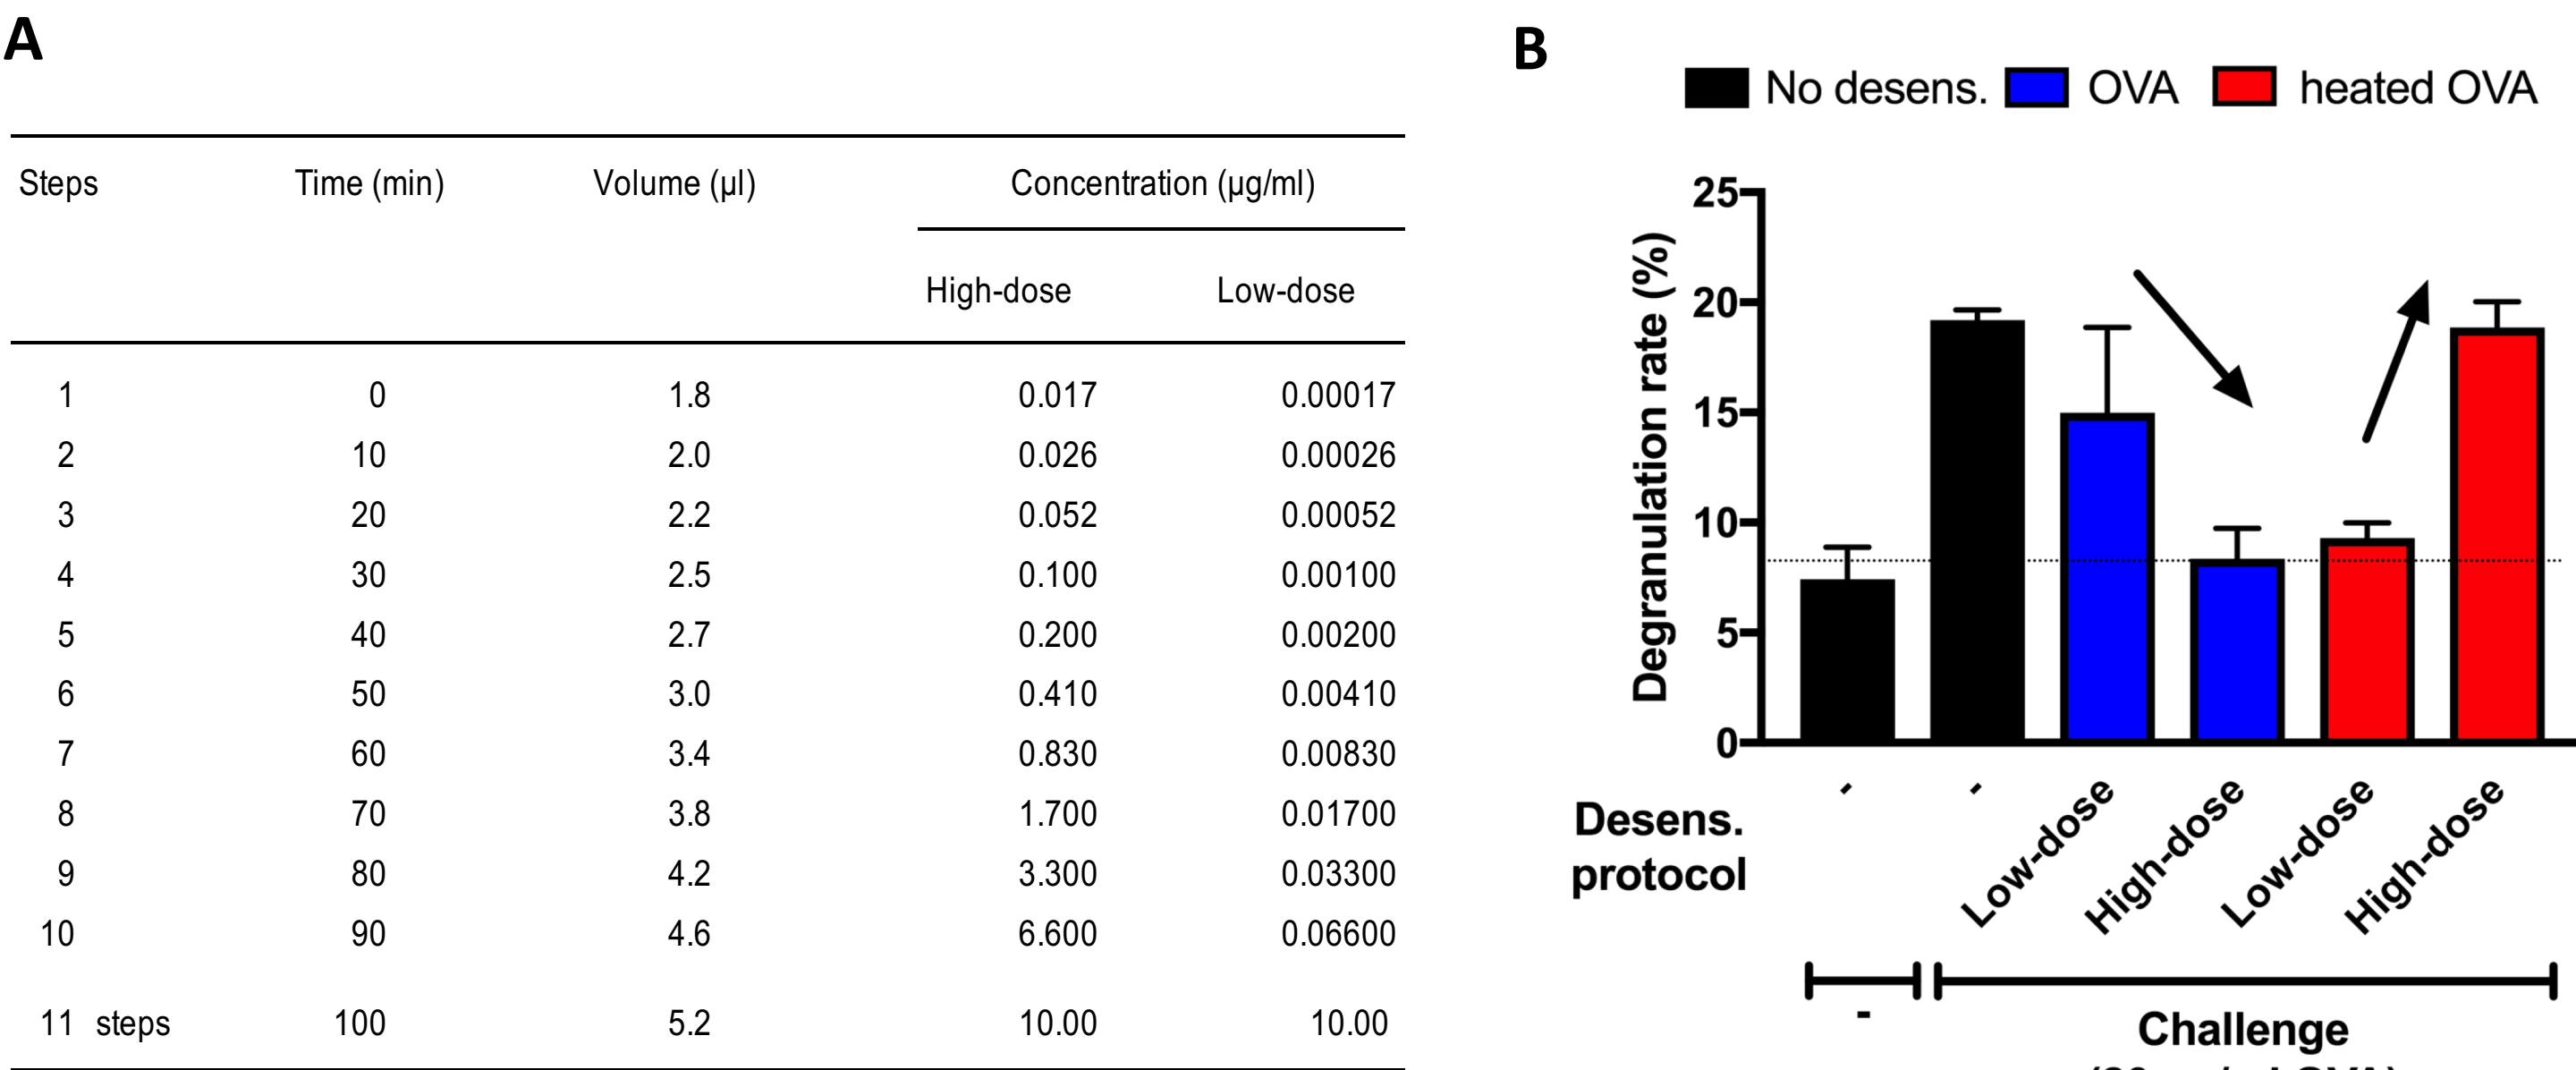 A
Steps Time (min) Volume (µl) Concentration (µg/ml)
High-dose Low-dose
1 0 1.8 0.017 0.00017
2 10 2.0 0.026 0.00026
3 20 2.2 0.052 0.00052
4 30 2.5 0.100 0.00100
5 40 2.7 0.200 0.00200
6 50 3.0 0.410 0.00410
7 60 3.4 0.830 0.00830
8 70 3.8 1.700 0.01700
9 80 4.2 3.300 0.03300
10 90 4.6 6.600 0.06600
11 steps 100 5.2 10.00 10.00
B
No desens. OVA heated OVA
Degranulation rate (%)
25
20
15
10
5
0
Desens.
protocol
- - Low-dose High-dose Low-dose High-dose
-
Challenge